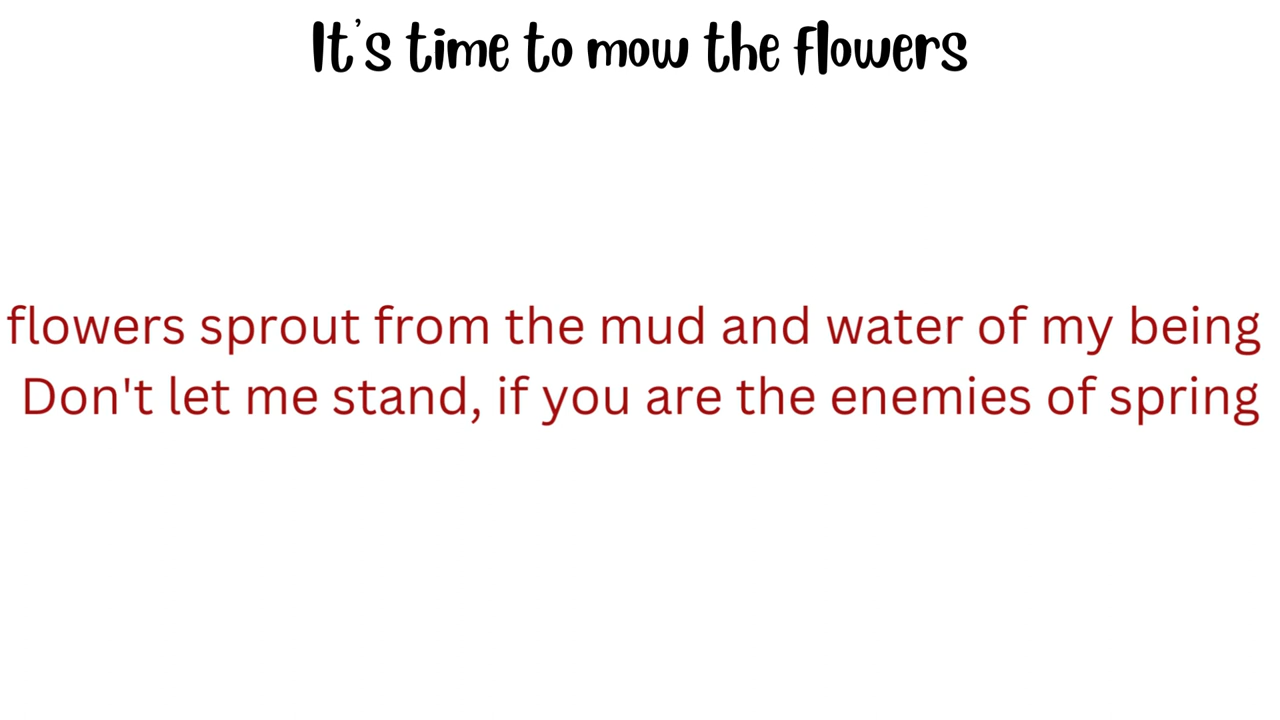 It's time to mow the flowers
flowers sprout from the mud and water of my being
Don't let me stand, if you are the enemies of spring